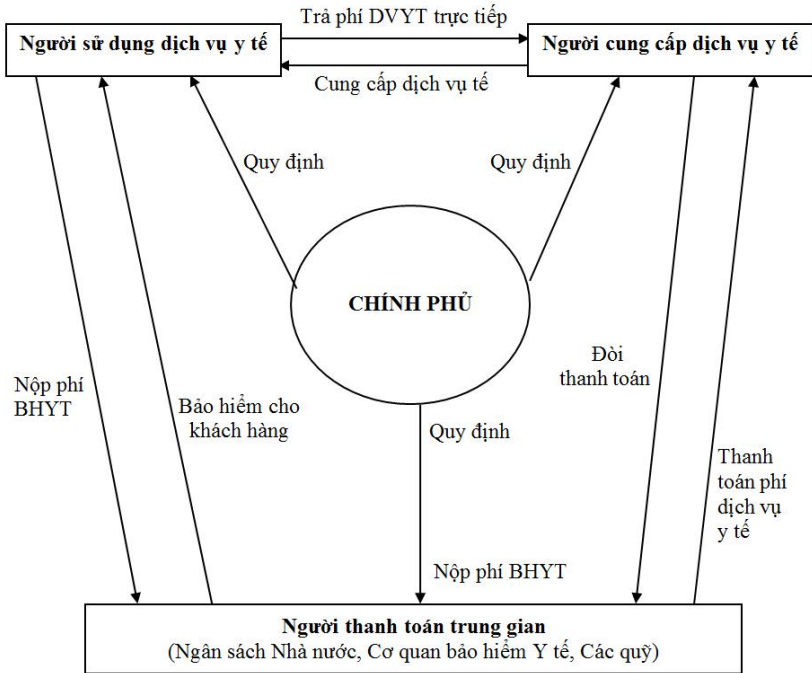 Trả phí DVYT trực tiếp
Người sử dụng dịch vụ y tế
Người cung cấp dịch vụ y tế
Cung cấp dịch vụ tế
Quy định
Quy định
CHÍNH PHỦ
Đòi
thanh toán
Nộp phí
BHYT
Bảo hiểm cho
khách hàng
Quy định
Thanh
toán phí
dịch vụ
y tế
Nộp phí BHYT
Người thanh toán trung gian
(Ngân sách Nhà nước, Cơ quan bảo hiểm Y tế, Các quỹ)